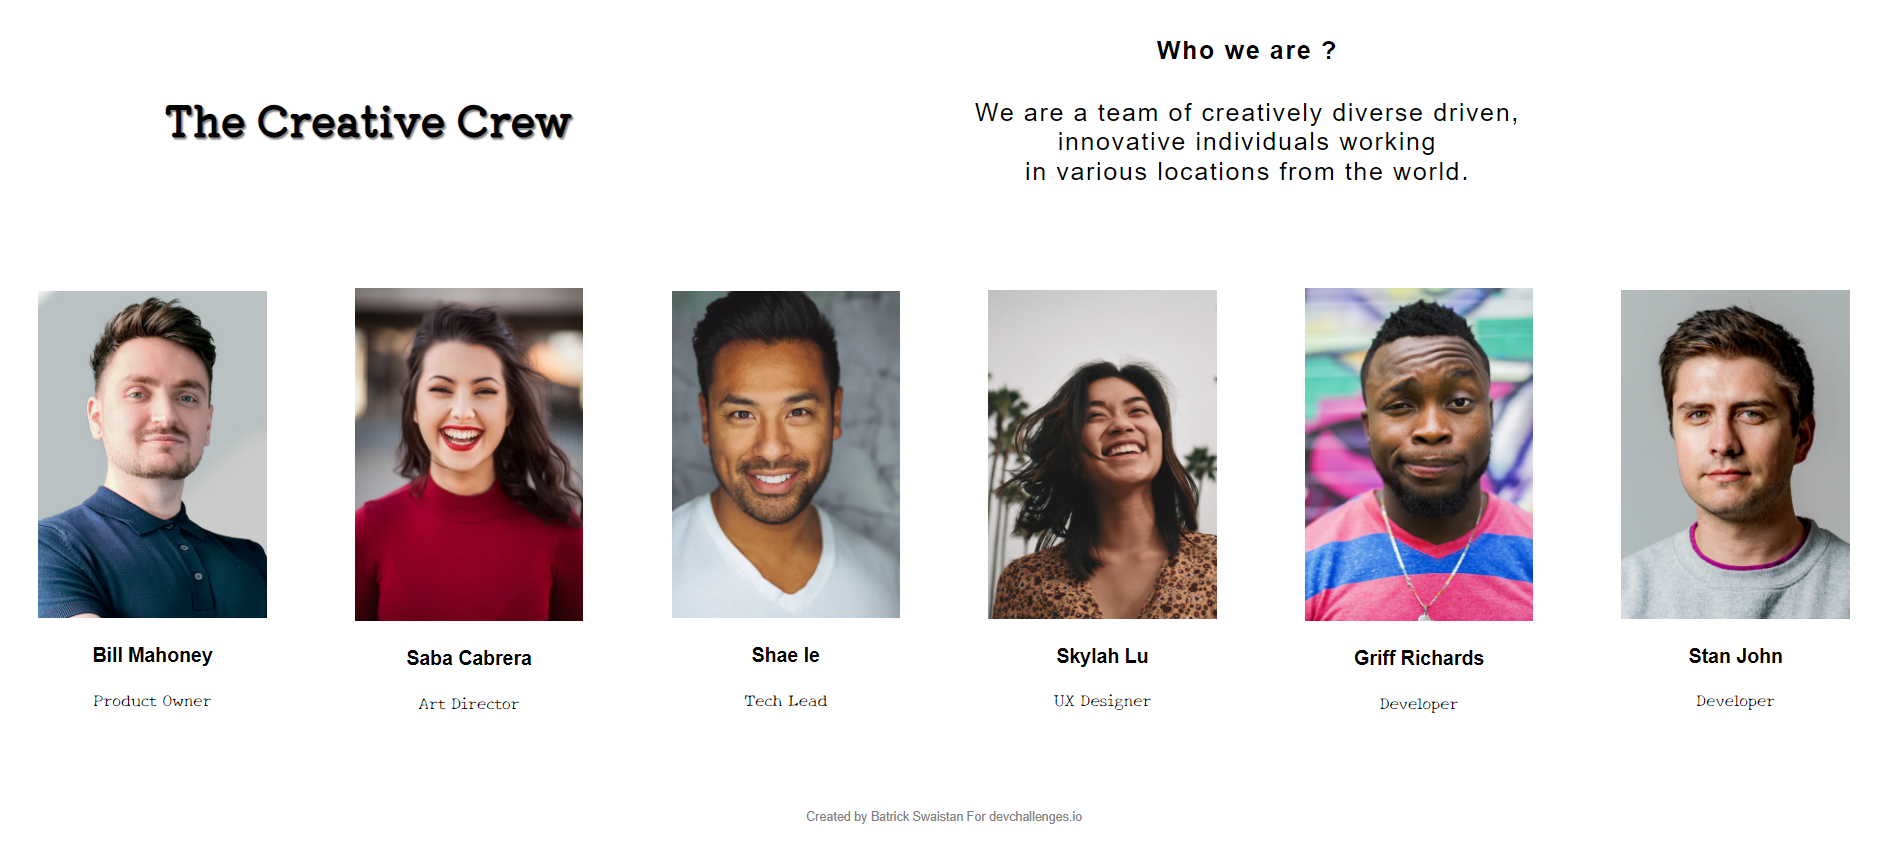 The Creative Crew
Who we are ?
We are a team of creatively diverse driven,
innovative individuals working
in various locations from the world.
Bill Mahoney
Product Owner
Saba Cabrera
Art Director
Shae le
Tech Lead
Skylah Lu
UX Designer
Griff Richards
Developer
Stan John
Developer
Created by Batrick Swaistan For devchallenges.io